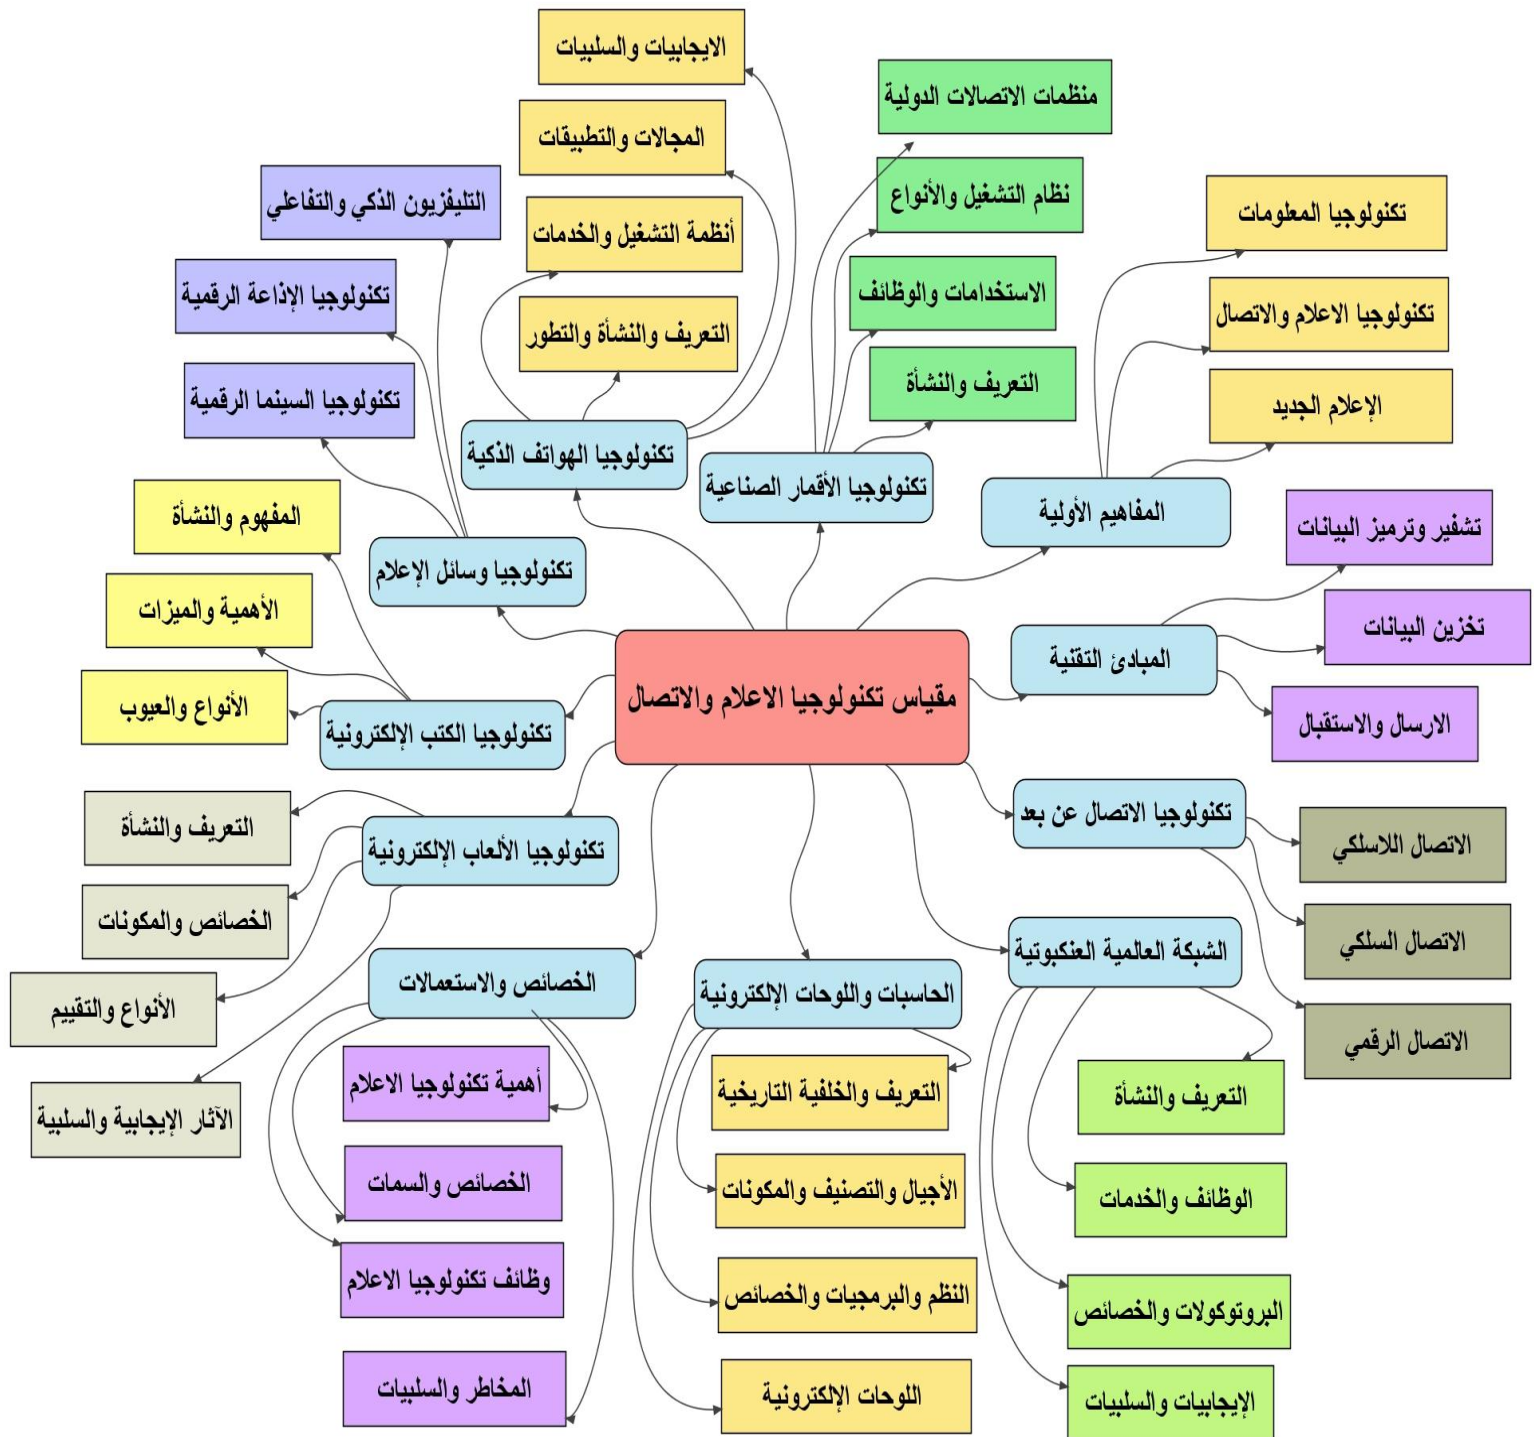 مقياس تكنولوجيا الاعلام والاتصال
المفاهيم الأولية
تكنولوجيا المعلومات
تكنولوجيا الاعلام والاتصال
الإعلام الجديد
المبادئ التقنية
تشفير وترميز البيانات
تخزين البيانات
الارسال والاستقبال
تكنولوجيا الاتصال عن بعد
الاتصال اللاسلكي
الاتصال السلكي
الاتصال الرقمي
الشبكة العالمية العنكبوتية
التعريف والنشأة
الوظائف والخدمات
البروتوكولات والخصائص
الإيجابيات والسلبيات
الحاسبات واللوحات الإلكترونية
التعريف والخلفية التاريخية
الأجيال والتصنيف والمكونات
النظم والبرمجيات والخصائص
اللوحات الإلكترونية
الخصائص والاستعمالات
أهمية تكنولوجيا الاعلام
الخصائص والسمات
وظائف تكنولوجيا الاعلام
المخاطر والسلبيات
تكنولوجيا الألعاب الإلكترونية
التعريف والنشأة
الخصائص والمكونات
الأنواع والتقييم
الآثار الإيجابية والسلبية
تكنولوجيا الكتب الإلكترونية
المفهوم والنشأة
الأهمية والميزات
الأنواع والعيوب
تكنولوجيا وسائل الإعلام
التليفزيون الذكي والتفاعلي
تكنولوجيا الإذاعة الرقمية
تكنولوجيا السينما الرقمية
تكنولوجيا الهواتف الذكية
الايجابيات والسلبيات
المجالات والتطبيقات
أنظمة التشغيل والخدمات
التعريف والنشأة والتطور
تكنولوجيا الأقمار الصناعية
منظمات الاتصالات الدولية
نظام التشغيل والأنواع
الاستخدامات والوظائف
التعريف والنشأة